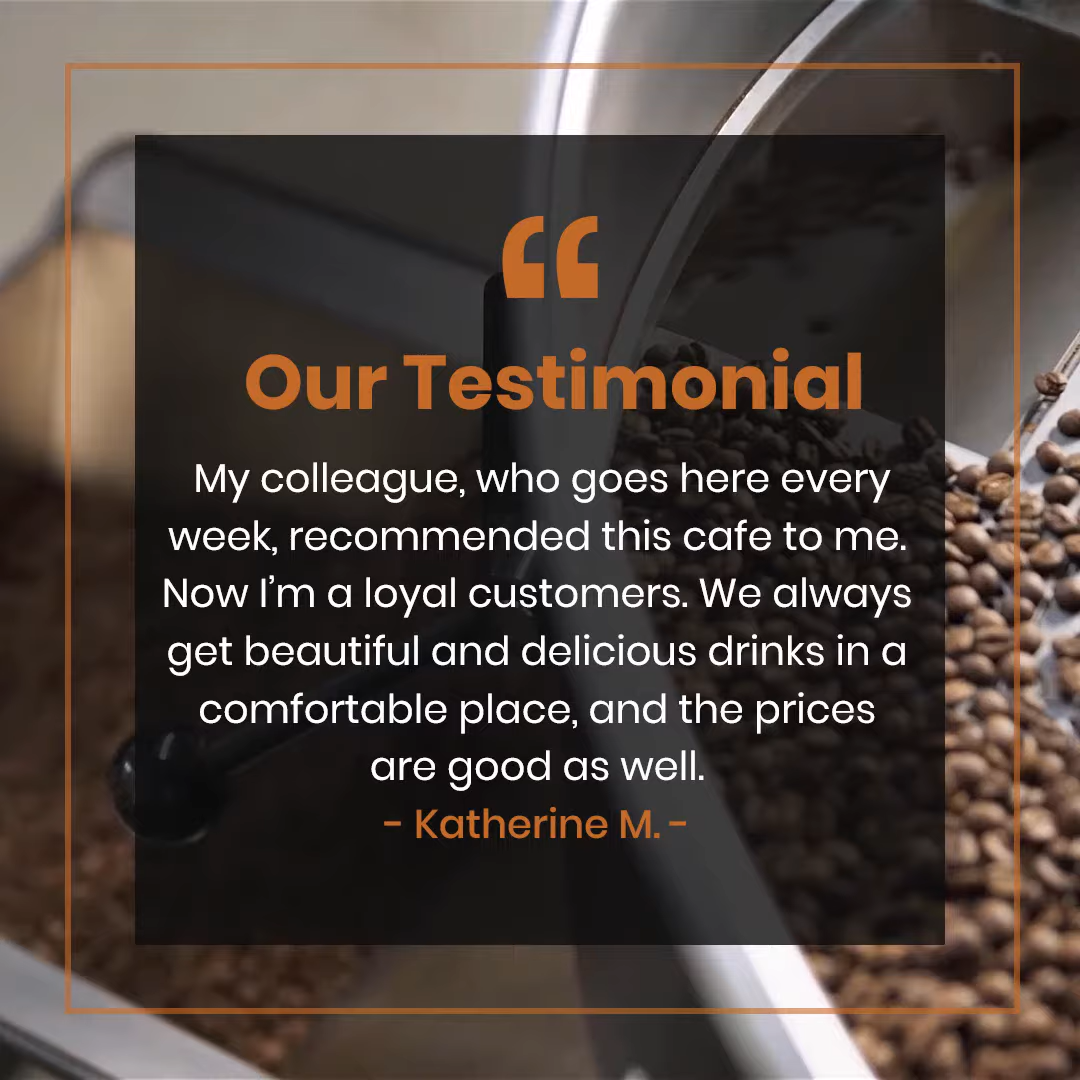 “
Our Testimonial
My colleague, who goes here every
week, recommended this cafe to me.
Now I’m a loyal customers. We always
get beautiful and delicious drinks in a
comfortable place, and the prices
are good as well.
- Katherine M. -